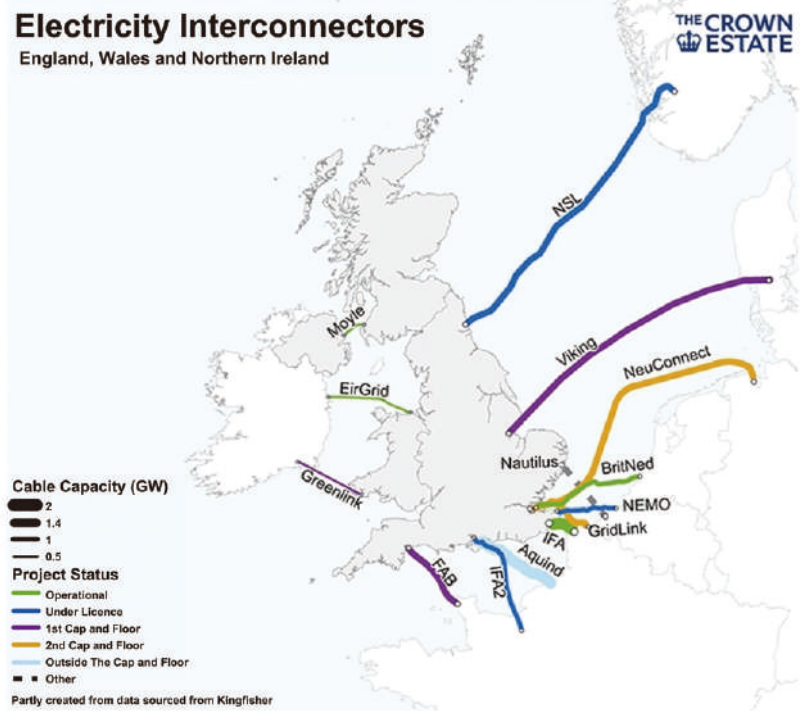 Electricity Interconnectors
England, Wales and Northern Ireland
THE CROWN
ESTATE
NSL
Moyle
Viking
NeuConnect
EirGrid
Nautilus
BritNed
Greenlink
NEMO
GridLink
IFA
Aquind
FAB
IFA2
Cable Capacity (GW)
2
1.4
1
0.5
Project Status
Operational
Under Licence
1st Cap and Floor
2nd Cap and Floor
Outside The Cap and Floor
Other
Partly created from data sourced from Kingfisher